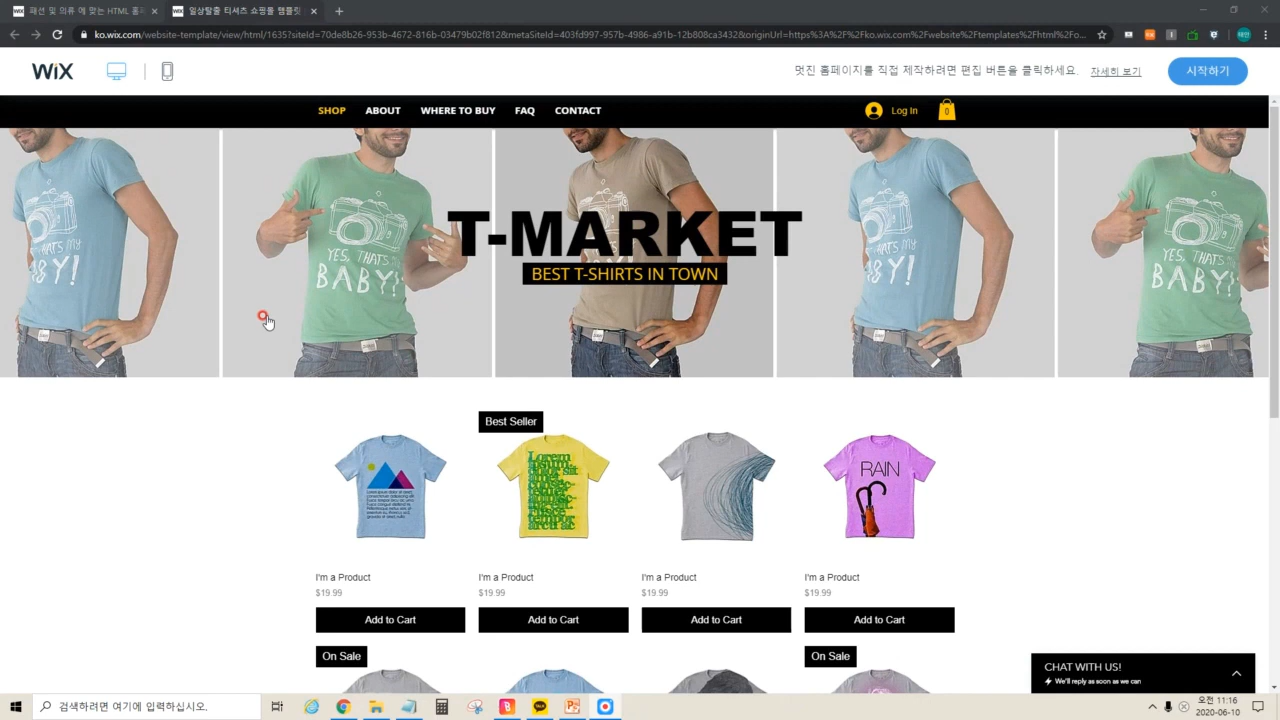 패션 및 의류 에 맞는 HTML 홈페
일상탈출 티셔츠 쇼핑몰 템플릿
ko.wix.com/website-template/view/html/1635?siteId=70de8b26-953b-4672-816b-03479b02f812&metaSiteId=403fd997-957b-4986-a91b-12b808c43432&originUrl=https%3A%2F%2Fko.wix.com%2Fwebsite%2Ftemplates%2Fhtml%2Fo...
WiX
멋진 홈페이지를 직접 제작하려면 편집 버튼을 클릭하세요.
자세히 보기
시작하기
SHOP ABOUT WHERE TO BUY FAQ CONTACT
Log In
0
YES, THAT'S MY
BABY!
T-MARKET
BEST T-SHIRTS IN TOWN
Best Seller
RAIN
I'm a Product I'm a Product I'm a Product I'm a Product
$19.99 $19.99 $19.99 $19.99
Add to Cart Add to Cart Add to Cart Add to Cart
On Sale On Sale
CHAT WITH US!
We'll reply as soon as we can
검색하려면 여기에 입력하십시오.
오전 11:16
2020-06-10